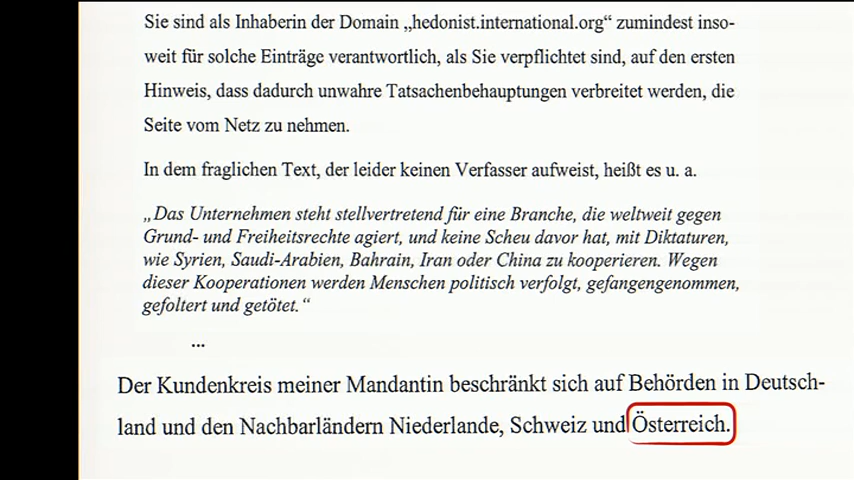 Sie sind als Inhaberin der Domain „hedonist.international.org“ zumindest inso-
weit für solche Einträge verantwortlich, als Sie verpflichtet sind, auf den ersten
Hinweis, dass dadurch unwahre Tatsachenbehauptungen verbreitet werden, die
Seite vom Netz zu nehmen.
In dem fraglichen Text, der leider keinen Verfasser aufweist, heißt es u. a.
„Das Unternehmen steht stellvertretend für eine Branche, die weltweit gegen
Grund- und Freiheitsrechte agiert, und keine Scheu davor hat, mit Diktaturen,
wie Syrien, Saudi-Arabien, Bahrain, Iran oder China zu kooperieren. Wegen
dieser Kooperationen werden Menschen politisch verfolgt, gefangengenommen,
gefoltert und getötet.“
...
Der Kundenkreis meiner Mandantin beschränkt sich auf Behörden in Deutsch-
land und den Nachbarländern Niederlande, Schweiz und Österreich.